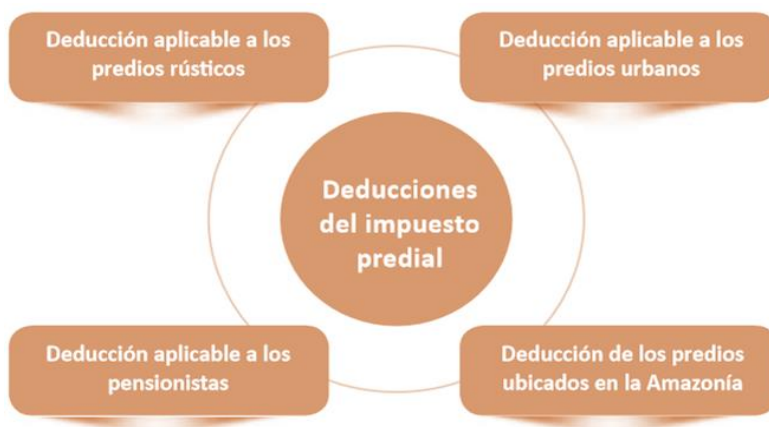 Deducción aplicable a los
predios rústicos
Deducción aplicable a los
predios urbanos
Deducciones
del impuesto
predial
Deducción aplicable a los
pensionistas
Deducción de los predios
ubicados en la Amazonía